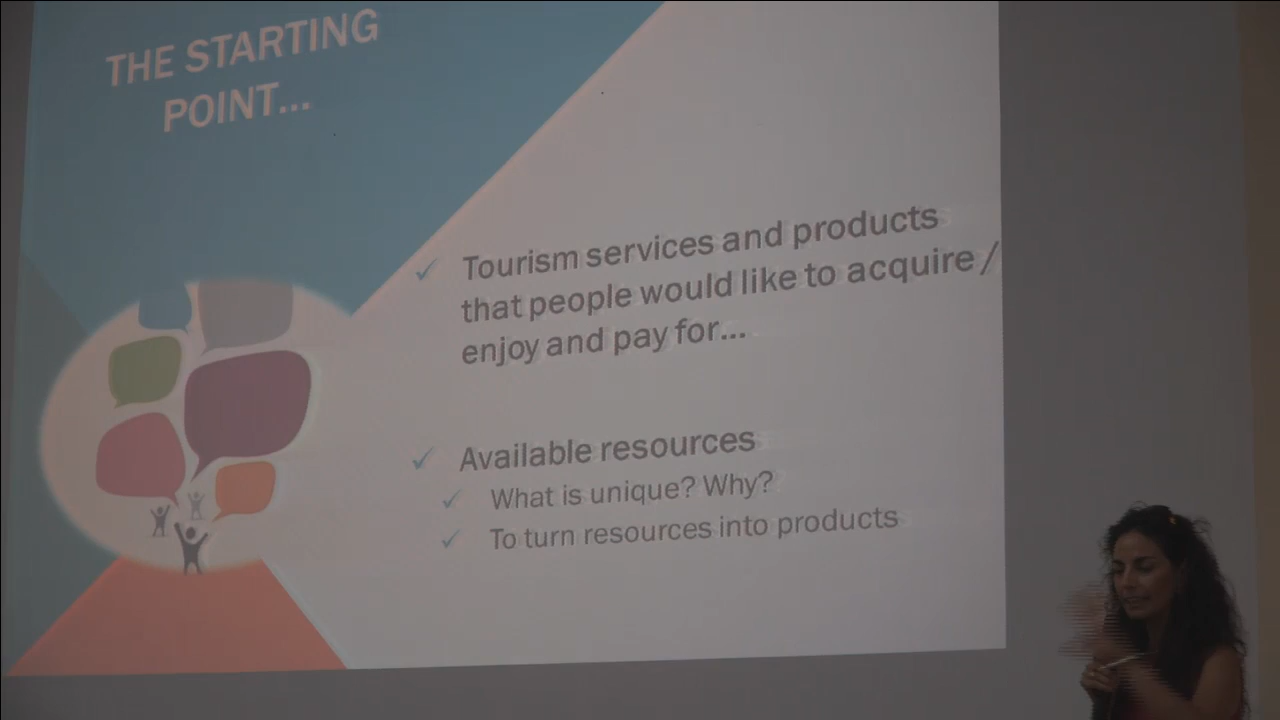 THE STARTING
POINT...
Tourism services and products
that people would like to acquire /
enjoy and pay for...
Available resources
What is unique? Why?
To turn resources into products